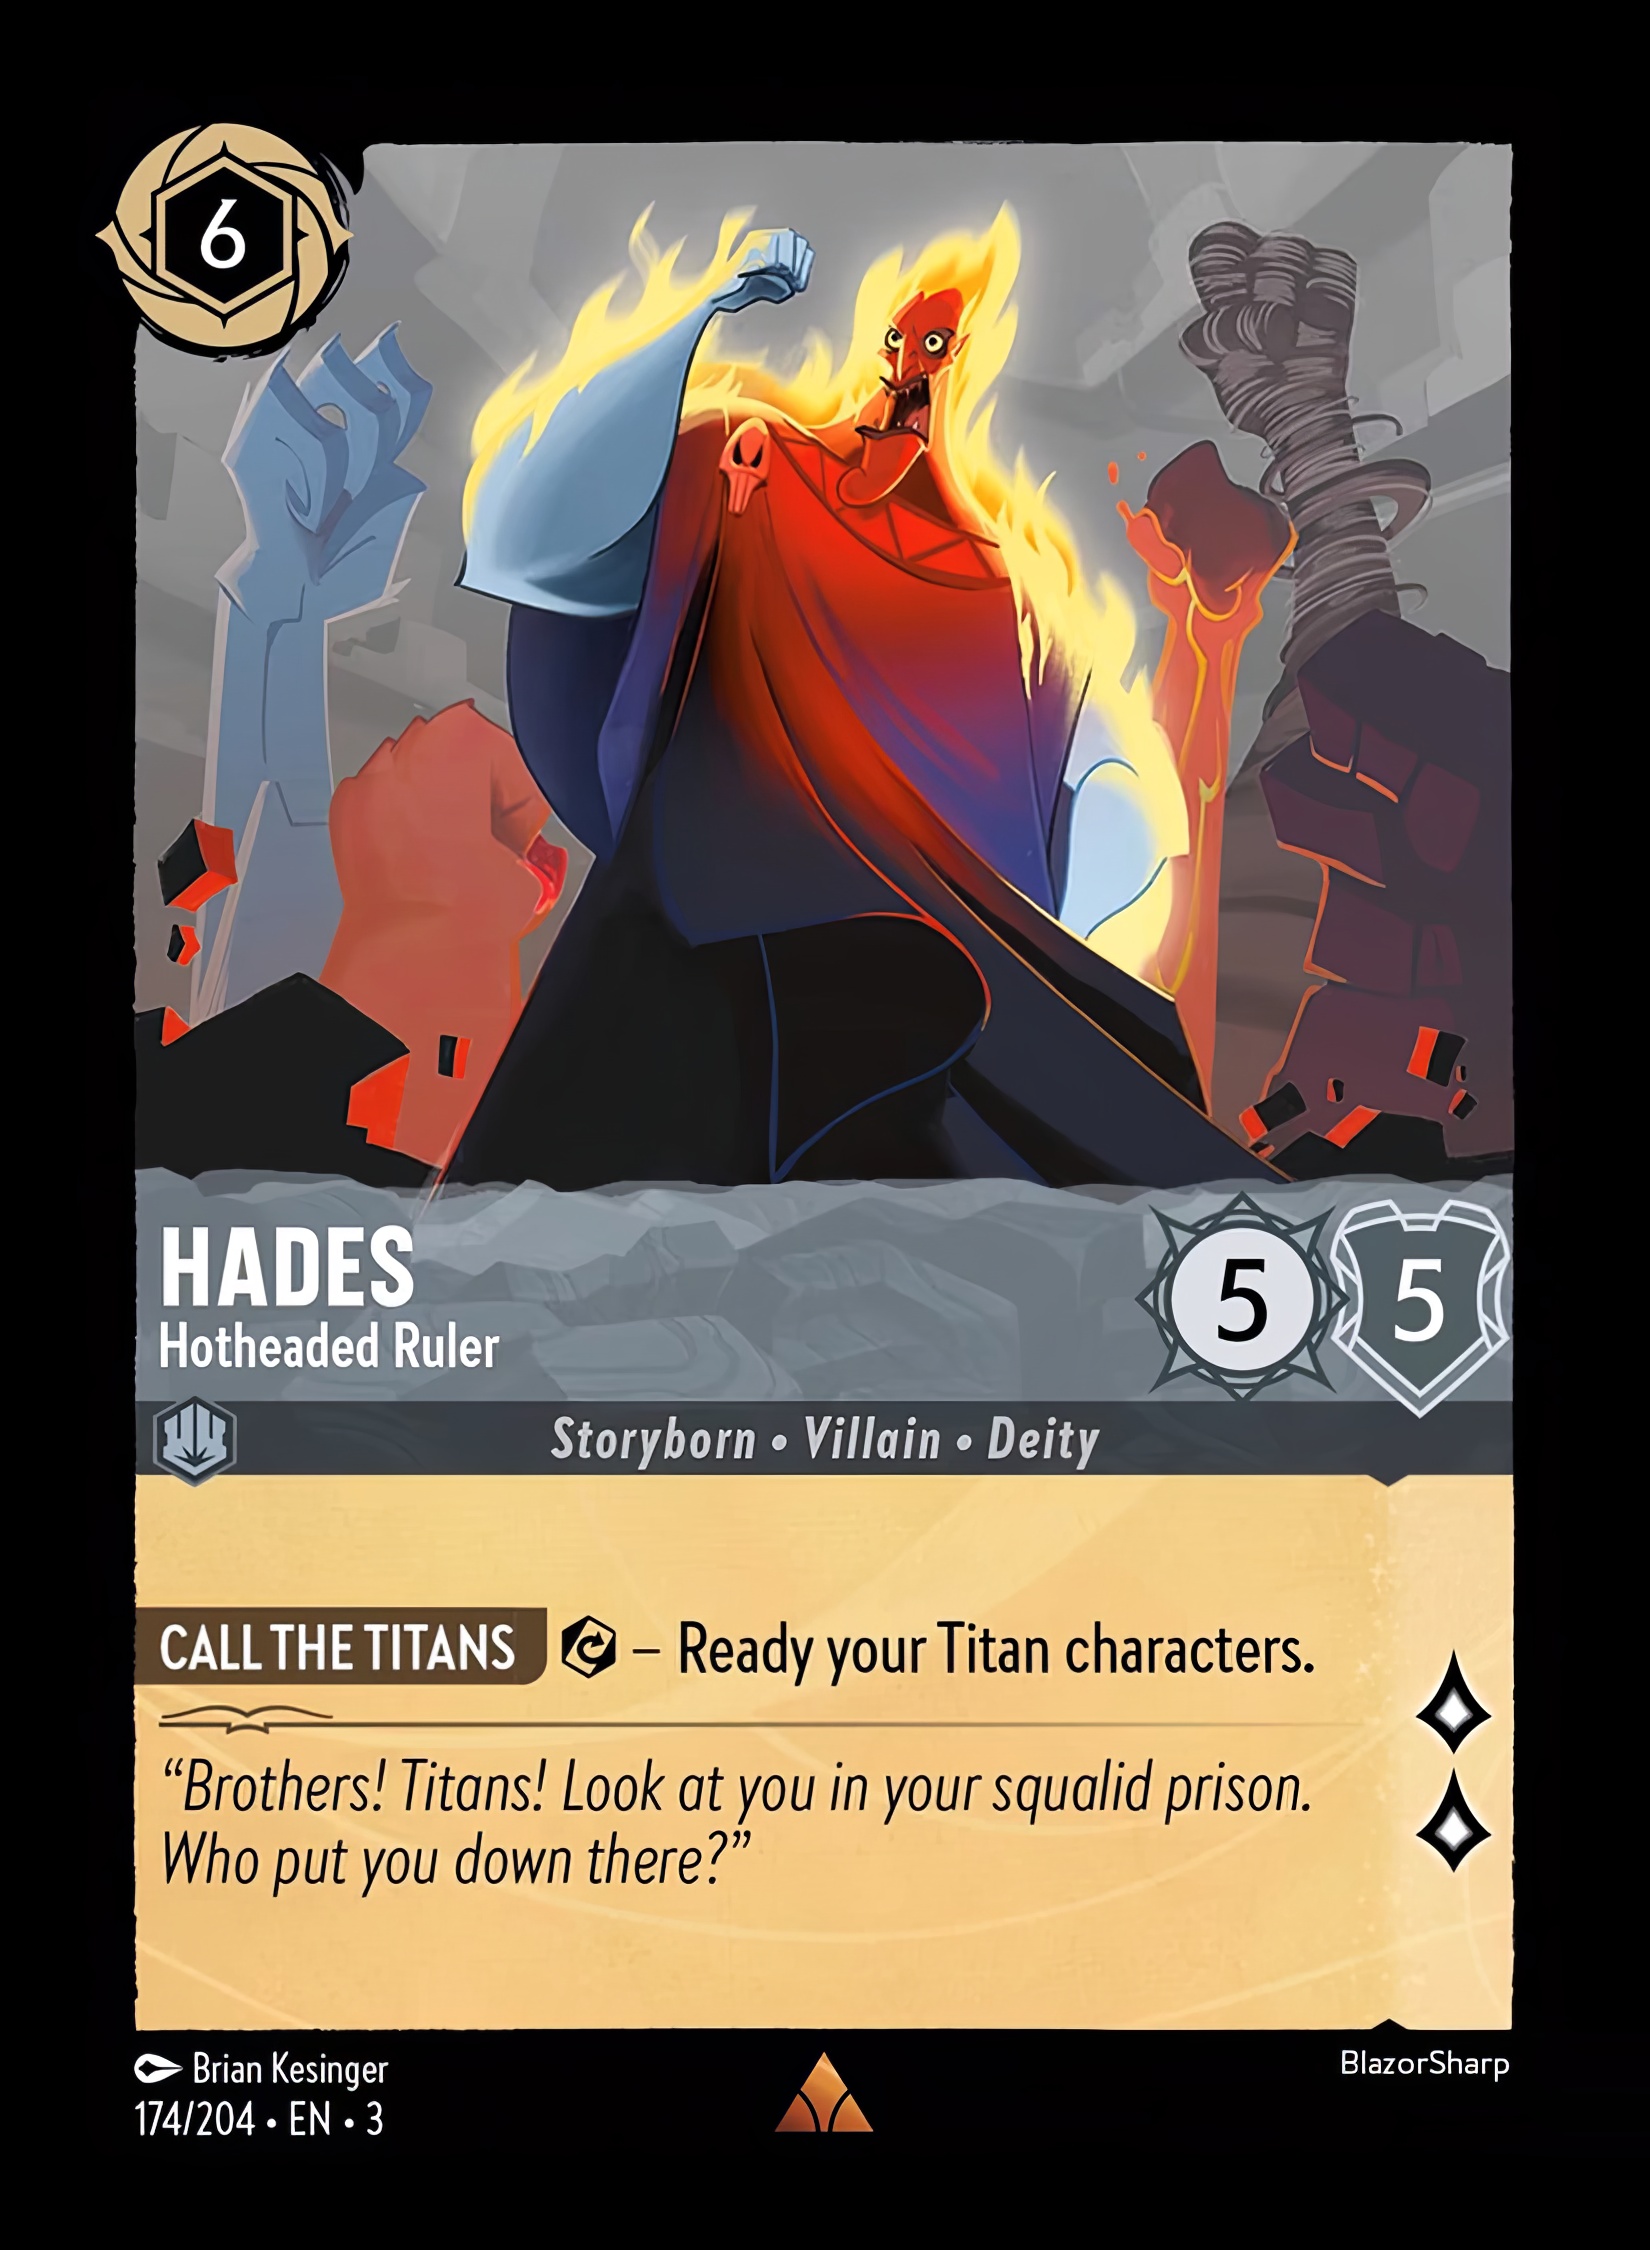 6
HADES
Hotheaded Ruler
5 5
Storyborn • Villain • Deity
CALL THE TITANS – Ready your Titan characters.
“Brothers! Titans! Look at you in your squalid prison.
Who put you down there?”
Brian Kesinger
BlazorSharp
174/204 • EN • 3